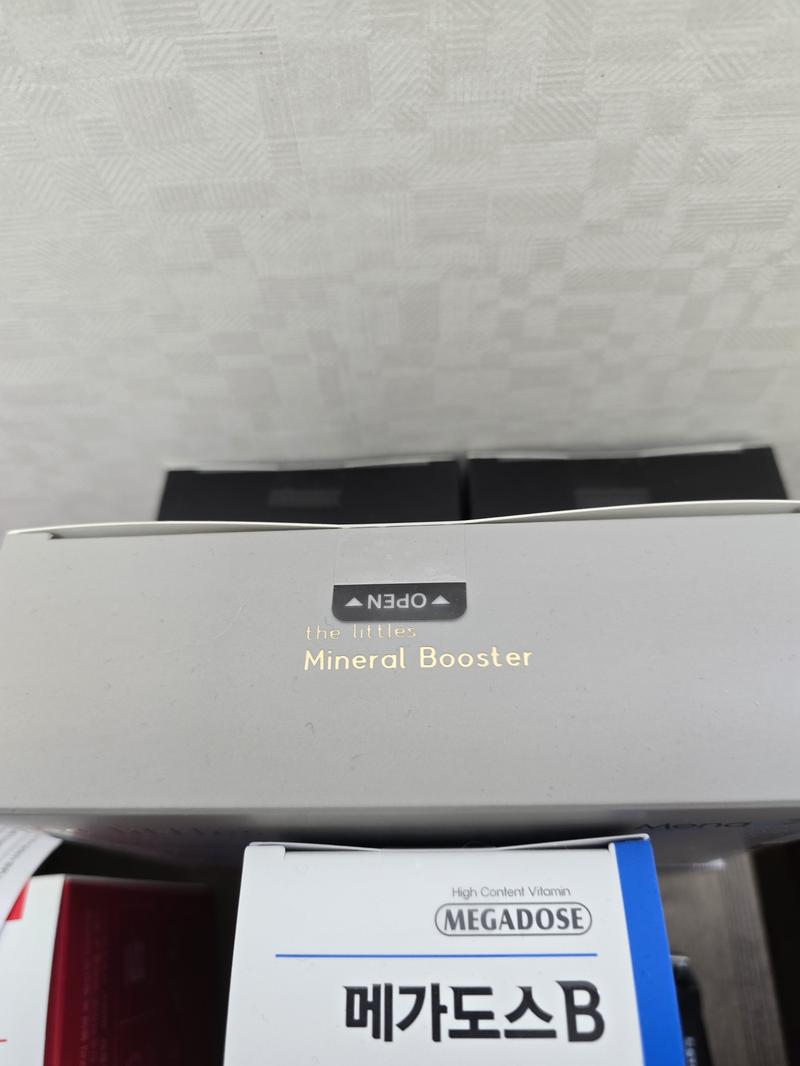 OPEN
the littles
Mineral Booster
High Content Vitamin
MEGADOSE
메가도스B